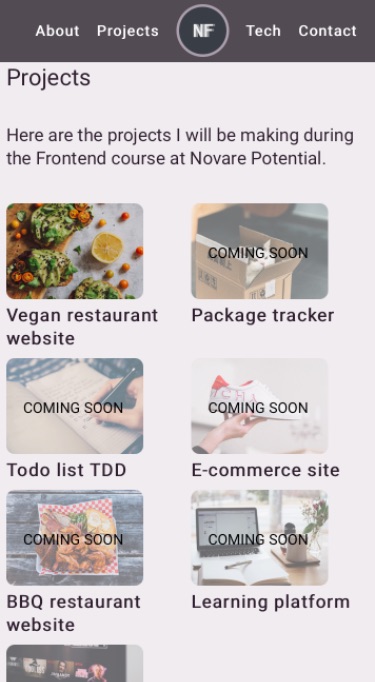 About Projects NF Tech Contact
Projects
Here are the projects I will be making during
the Frontend course at Novare Potential.
COMING SOON
Vegan restaurant
website
Package tracker
COMING SOON
COMING SOON
Todo list TDD
E-commerce site
COMING SOON
COMING SOON
BBQ restaurant
website
Learning platform